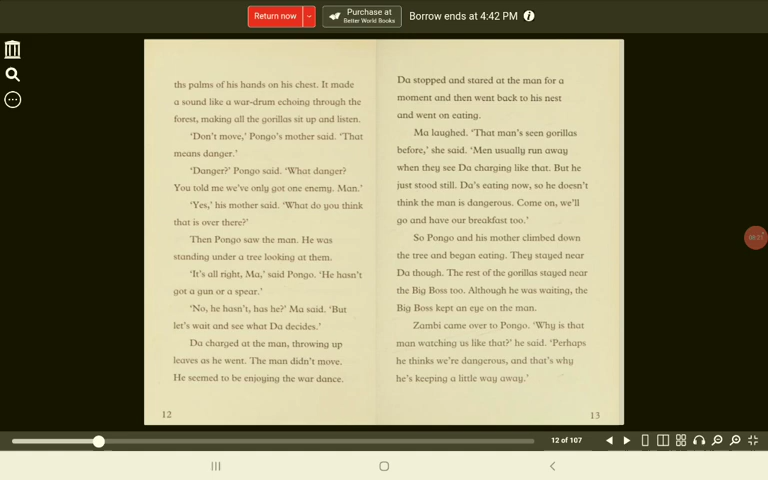 Return now
Purchase at
Better World Books
Borrow ends at 4:42 PM
ths palms of his hands on his chest. It made
a sound like a war-drum echoing through the
forest, making all the gorillas sit up and listen.
‘Don't move,’ Pongo's mother said. ‘That
means danger.’
‘Danger?’ Pongo said. ‘What danger?
You told me we've only got one enemy. Man.’
‘Yes,’ his mother said. ‘What do you think
that is over there?’
Then Pongo saw the man. He was
standing under a tree looking at them.
‘It's all right, Ma,’ said Pongo. ‘He hasn't
got a gun or a spear.’
‘No, he hasn't, has he?’ Ma said. ‘But
let's wait and see what Da decides.’
Da charged at the man, throwing up
leaves as he went. The man didn't move.
He seemed to be enjoying the war dance.
12
Da stopped and stared at the man for a
moment and then went back to his nest
and went on eating.
Ma laughed. ‘That man's seen gorillas
before,’ she said. ‘Men usually run away
when they see Da charging like that. But he
just stood still. Da's eating now, so he doesn't
think the man is dangerous. Come on, we'll
go and have our breakfast too.’
So Pongo and his mother climbed down
the tree and began eating. They stayed near
Da though. The rest of the gorillas stayed near
the Big Boss too. Although he was waiting, the
Big Boss kept an eye on the man.
Zambi came over to Pongo. ‘Why is that
man watching us like that?’ he said. ‘Perhaps
he thinks we're dangerous, and that's why
he's keeping a little way away.’
13
12 of 107